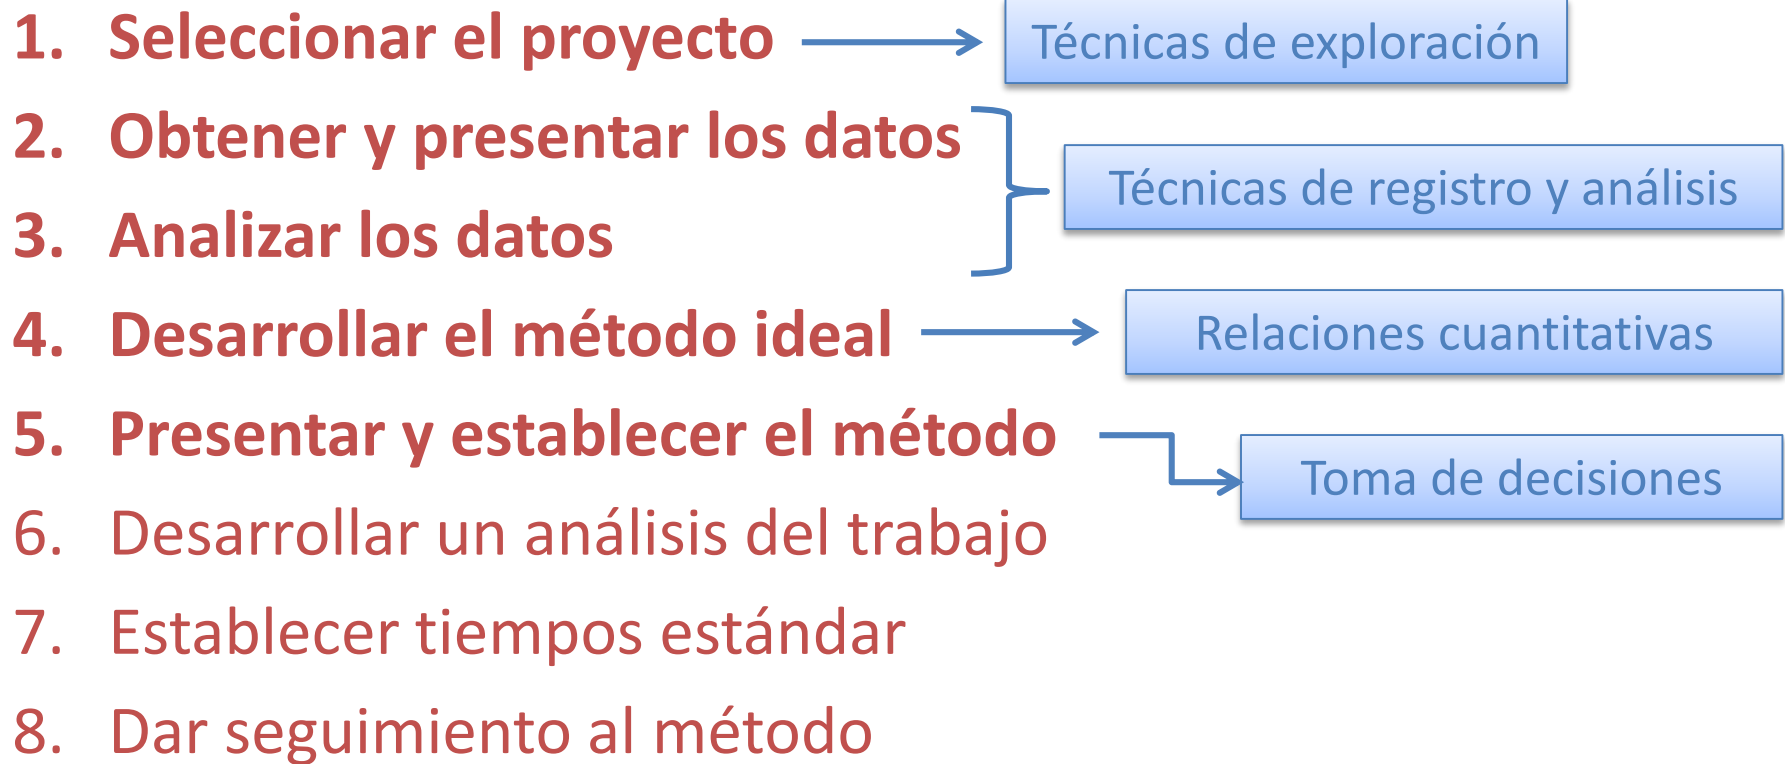 1. Seleccionar el proyecto
Técnicas de exploración
2. Obtener y presentar los datos
Técnicas de registro y análisis
3. Analizar los datos
4. Desarrollar el método ideal
Relaciones cuantitativas
5. Presentar y establecer el método
Toma de decisiones
6. Desarrollar un análisis del trabajo
7. Establecer tiempos estándar
8. Dar seguimiento al método